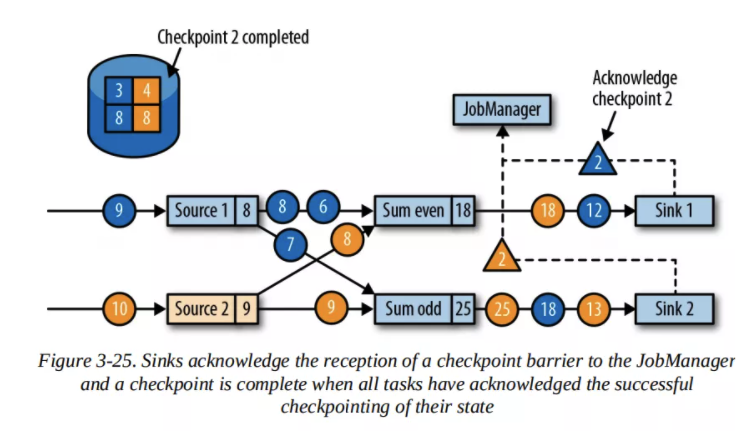 Checkpoint 2 completed
3 4
8 8
Acknowledge
checkpoint 2
JobManager
2
9 Source 1 8 8 6 Sum even 18 18 12 Sink 1
7 8
2
10 Source 2 9 9 Sum odd 25 25 18 13 Sink 2
Figure 3-25. Sinks acknowledge the reception of a checkpoint barrier to the JobManager
and a checkpoint is complete when all tasks have acknowledged the successful
checkpointing of their state